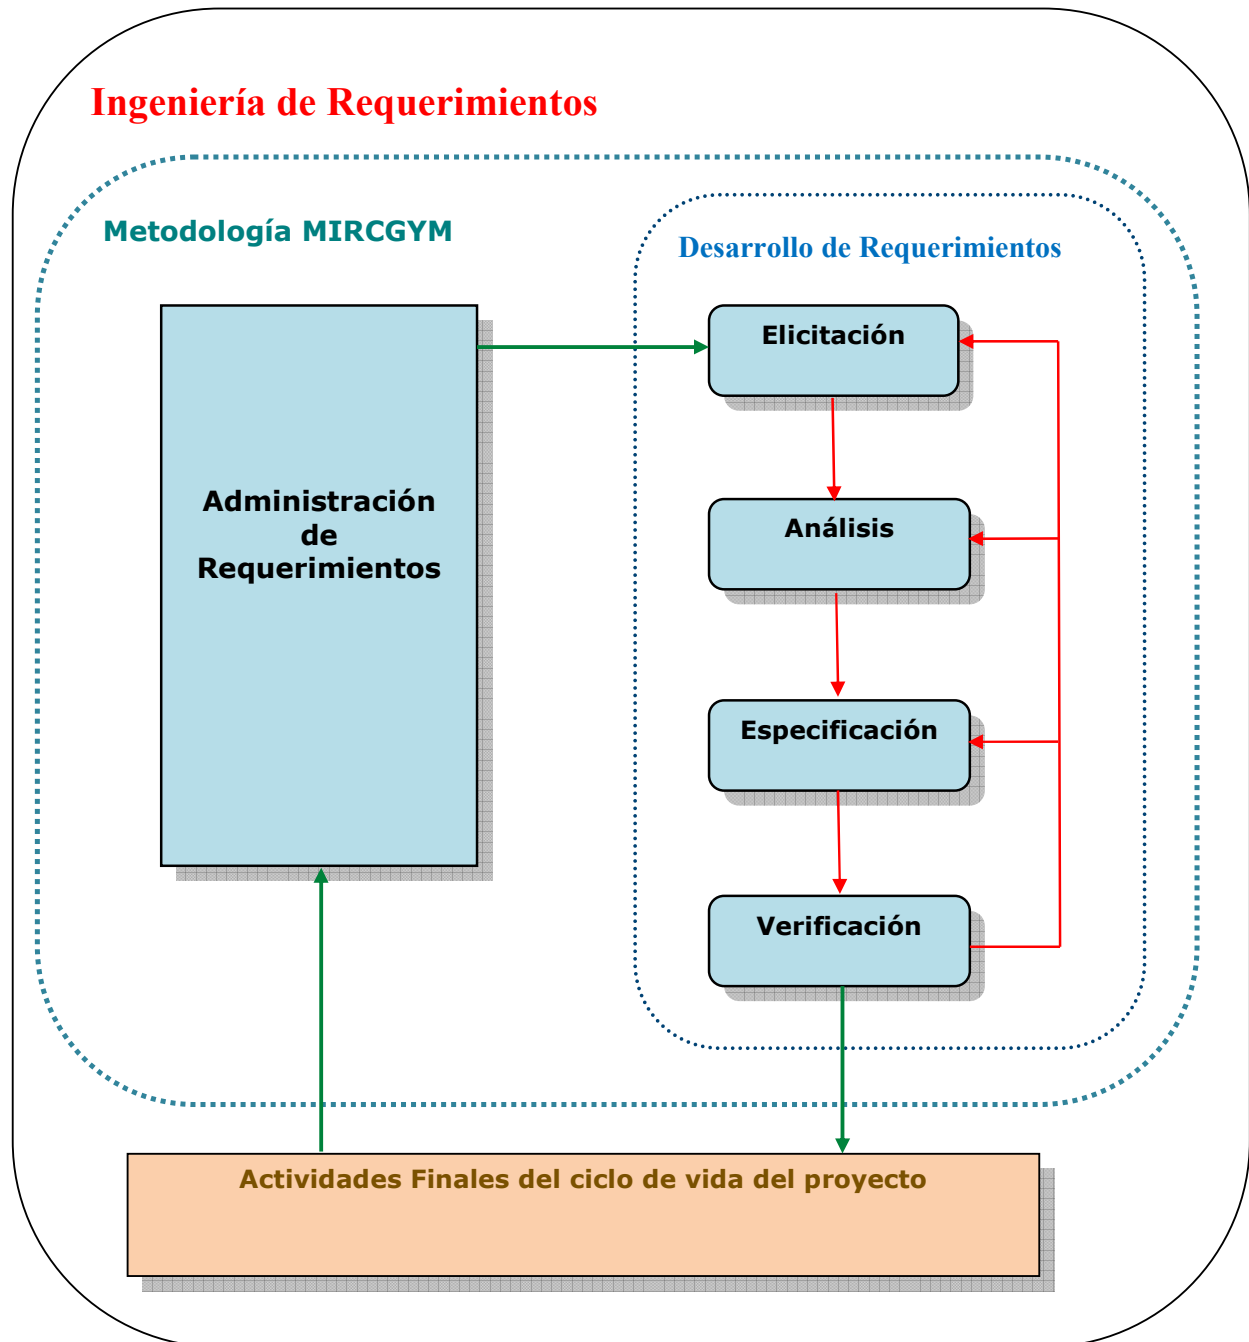 Ingeniería de Requerimientos
Metodología MIRCGYM
Desarrollo de Requerimientos
Administración
de
Requerimientos
Elicitación
Análisis
Especificación
Verificación
Actividades Finales del ciclo de vida del proyecto